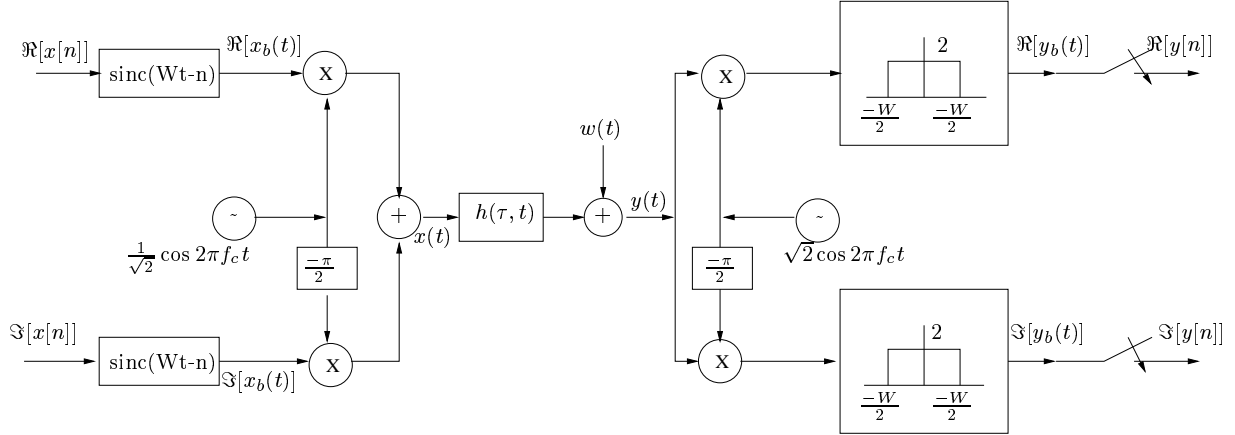 ℜ[x[n]]
sinc(Wt-n)
ℜ[x_b(t)]
X
~
1/√2 cos 2πf_c t
-π/2
ℑ[x[n]]
sinc(Wt-n)
ℑ[x_b(t)]
X
+
x(t)
h(τ, t)
w(t)
+
y(t)
X
~
√2 cos 2πf_c t
-π/2
X
2
-W/2 -W/2
ℜ[y_b(t)]
ℜ[y[n]]
2
-W/2 -W/2
ℑ[y_b(t)]
ℑ[y[n]]